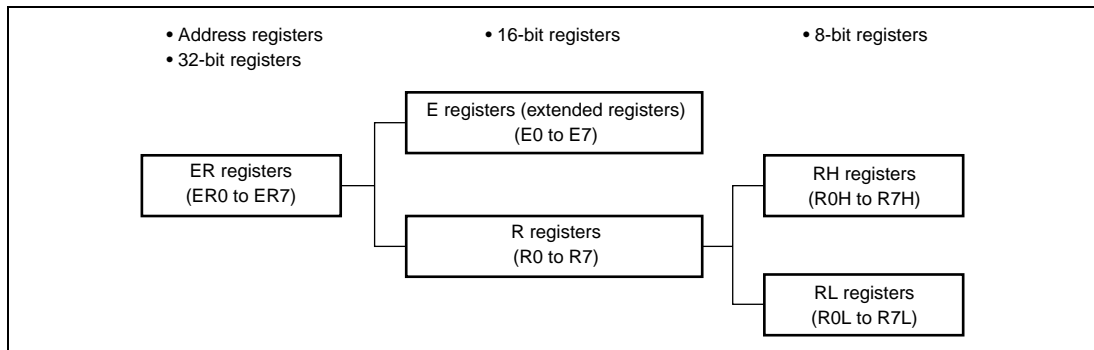 • Address registers
• 32-bit registers
• 16-bit registers
• 8-bit registers
E registers (extended registers)
(E0 to E7)
ER registers
(ER0 to ER7)
RH registers
(R0H to R7H)
R registers
(R0 to R7)
RL registers
(R0L to R7L)